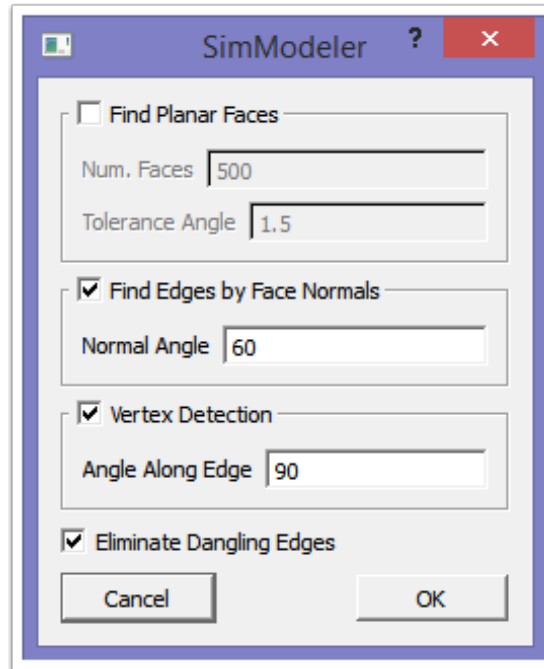 SimModeler ? ×
Find Planar Faces
Num. Faces 500
Tolerance Angle 1.5
Find Edges by Face Normals
Normal Angle 60
Vertex Detection
Angle Along Edge 90
Eliminate Dangling Edges
Cancel OK